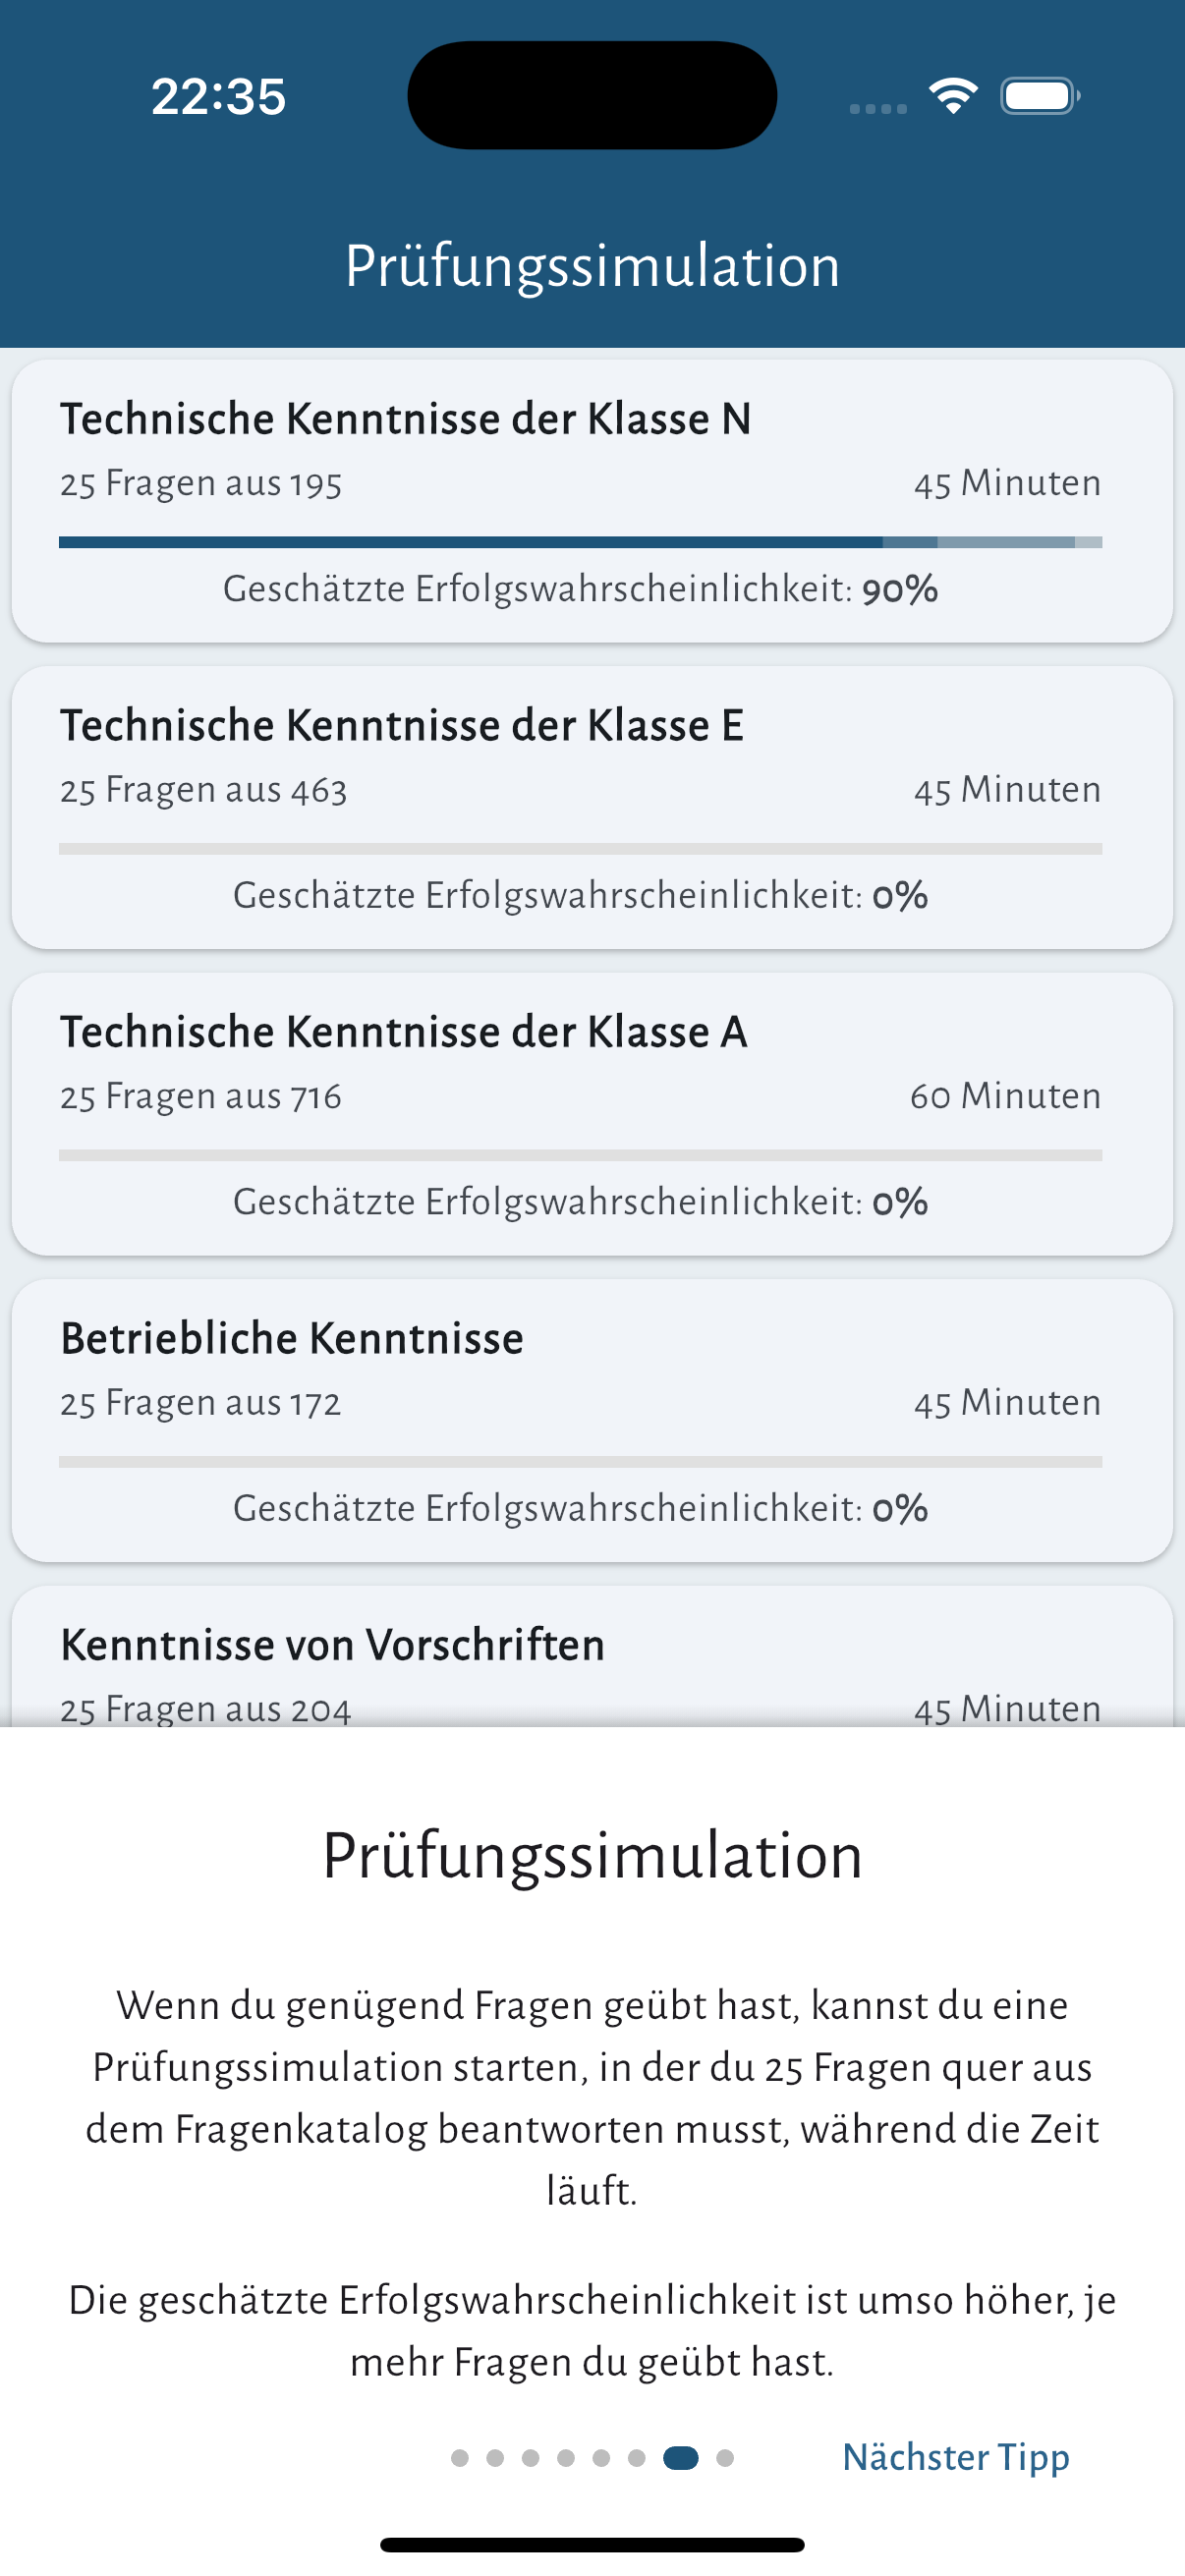 22:35
Prüfungssimulation
Technische Kenntnisse der Klasse N
25 Fragen aus 195 45 Minuten
Geschätzte Erfolgswahrscheinlichkeit: 90%
Technische Kenntnisse der Klasse E
25 Fragen aus 463 45 Minuten
Geschätzte Erfolgswahrscheinlichkeit: 0%
Technische Kenntnisse der Klasse A
25 Fragen aus 716 60 Minuten
Geschätzte Erfolgswahrscheinlichkeit: 0%
Betriebliche Kenntnisse
25 Fragen aus 172 45 Minuten
Geschätzte Erfolgswahrscheinlichkeit: 0%
Kenntnisse von Vorschriften
25 Fragen aus 204 45 Minuten
Prüfungssimulation
Wenn du genügend Fragen geübt hast, kannst du eine
Prüfungssimulation starten, in der du 25 Fragen quer aus
dem Fragenkatalog beantworten musst, während die Zeit
läuft.
Die geschätzte Erfolgswahrscheinlichkeit ist umso höher, je
mehr Fragen du geübt hast.
Nächster Tipp